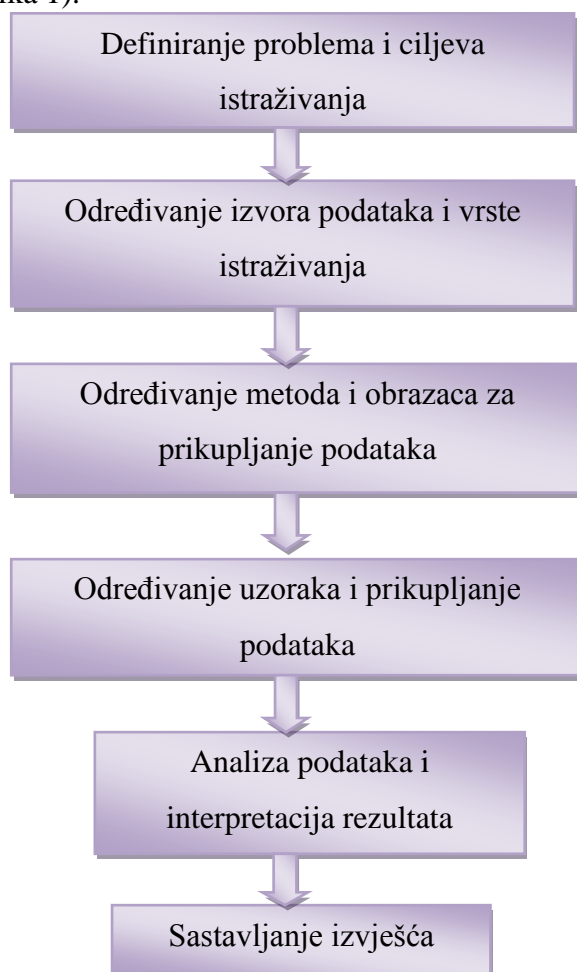 1).
Definiranje problema i ciljeva
istraživanja
Određivanje izvora podataka i vrste
istraživanja
Određivanje metoda i obrazaca za
prikupljanje podataka
Određivanje uzoraka i prikupljanje
podataka
Analiza podataka i
interpretacija rezultata
Sastavljanje izvješća